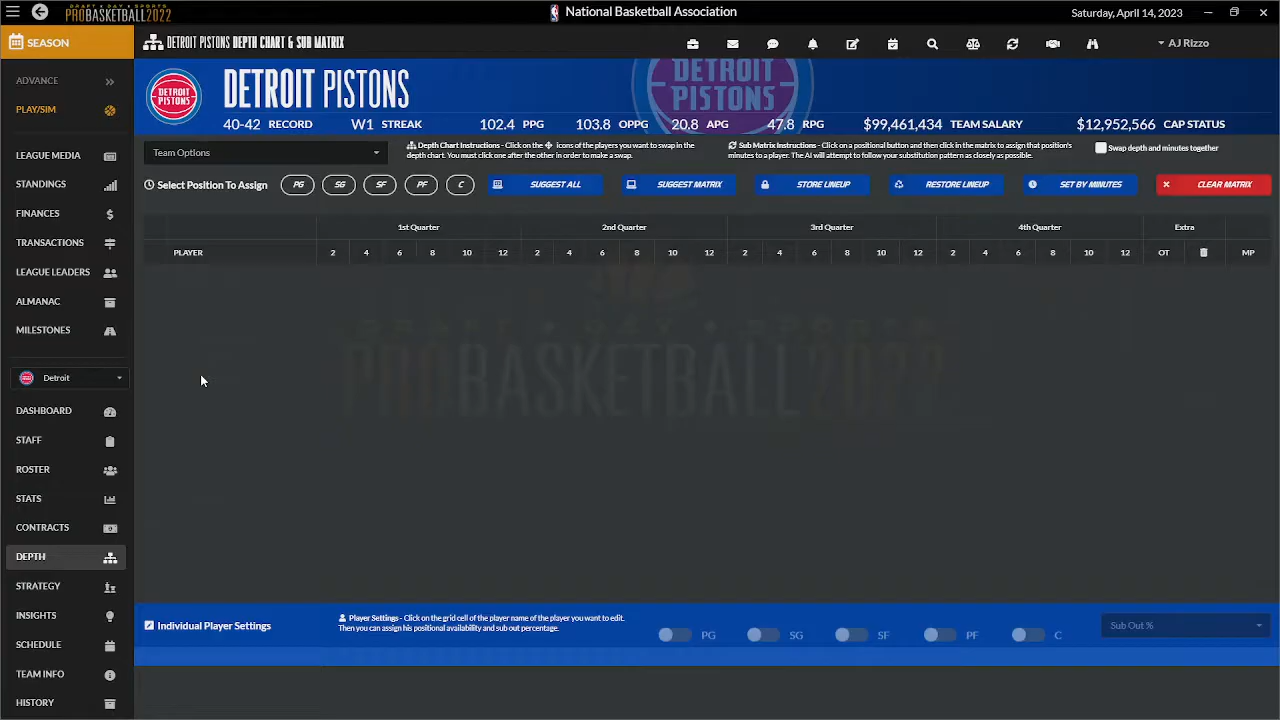 DRAFT • DAY • SPORTS
PROBASKETBALL2022
National Basketball Association
Saturday, April 14, 2023
SEASON
DETROIT PISTONS DEPTH CHART & SUB MATRIX
AJ Rizzo
ADVANCE
PLAY/SIM
LEAGUE MEDIA
STANDINGS
FINANCES
TRANSACTIONS
LEAGUE LEADERS
ALMANAC
MILESTONES
Detroit
DASHBOARD
STAFF
ROSTER
STATS
CONTRACTS
DEPTH
STRATEGY
INSIGHTS
SCHEDULE
TEAM INFO
HISTORY
DETROIT
PISTONS
DETROIT PISTONS
DETROIT
PISTONS
40-42 RECORD W1 STREAK 102.4 PPG 103.8 OPPG 20.8 APG 47.8 RPG $99,461,434 TEAM SALARY $12,952,566 CAP STATUS
Team Options
Depth Chart Instructions - Click on the icons of the players you want to swap in the
depth chart. You must click one after the other in order to make a swap.
Sub Matrix Instructions - Click on a positional button and then click in the matrix to assign that position's
minutes to a player. The AI will attempt to follow your substitution pattern as closely as possible.
Swap depth and minutes together
Select Position To Assign PG SG SF PF C SUGGEST ALL SUGGEST MATRIX STORE LINEUP RESTORE LINEUP SET BY MINUTES CLEAR MATRIX
1st Quarter 2nd Quarter 3rd Quarter 4th Quarter Extra
PLAYER 2 4 6 8 10 12 2 4 6 8 10 12 2 4 6 8 10 12 2 4 6 8 10 12 OT MP
DRAFT • DAY • SPORTS
PROBASKETBALL2022
Individual Player Settings
Player Settings - Click on the grid cell of the player name of the player you want to edit.
Then you can assign his positional availability and sub out percentage.
PG SG SF PF C
Sub Out %